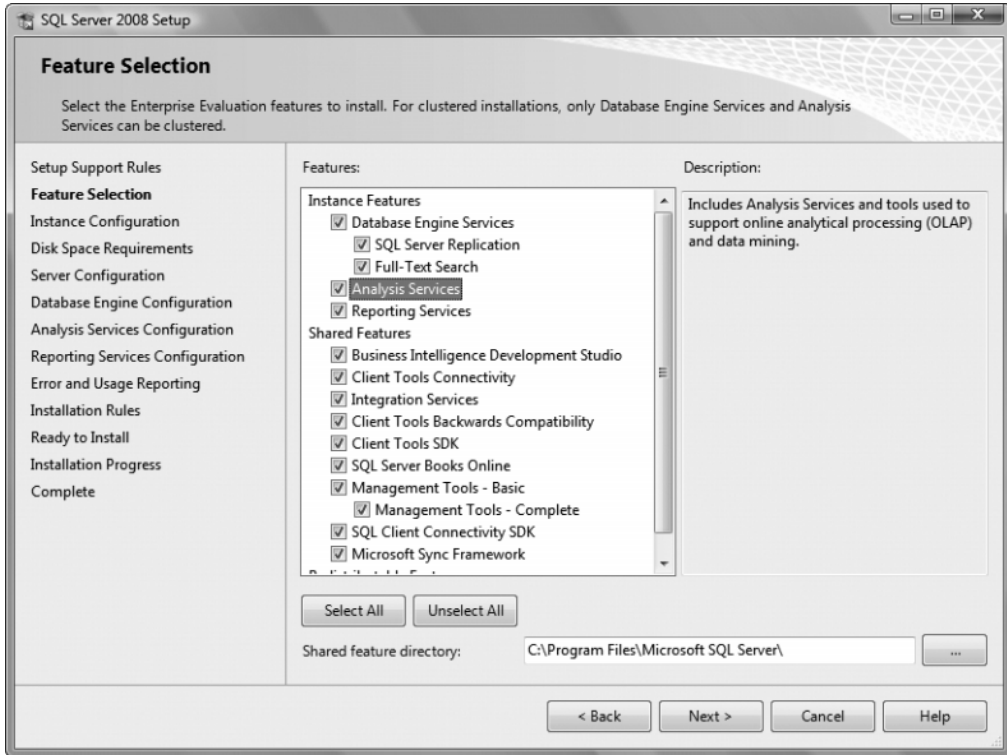 SQL Server 2008 Setup
Feature Selection
Select the Enterprise Evaluation features to install. For clustered installations, only Database Engine Services and Analysis
Services can be clustered.
Setup Support Rules
Feature Selection
Instance Configuration
Disk Space Requirements
Server Configuration
Database Engine Configuration
Analysis Services Configuration
Reporting Services Configuration
Error and Usage Reporting
Installation Rules
Ready to Install
Installation Progress
Complete
Features:
Instance Features
Database Engine Services
SQL Server Replication
Full-Text Search
Analysis Services
Reporting Services
Shared Features
Business Intelligence Development Studio
Client Tools Connectivity
Integration Services
Client Tools Backwards Compatibility
Client Tools SDK
SQL Server Books Online
Management Tools - Basic
Management Tools - Complete
SQL Client Connectivity SDK
Microsoft Sync Framework
Description:
Includes Analysis Services and tools used to
support online analytical processing (OLAP)
and data mining.
Select All
Unselect All
Shared feature directory:
C:\Program Files\Microsoft SQL Server\
...
< Back
Next >
Cancel
Help